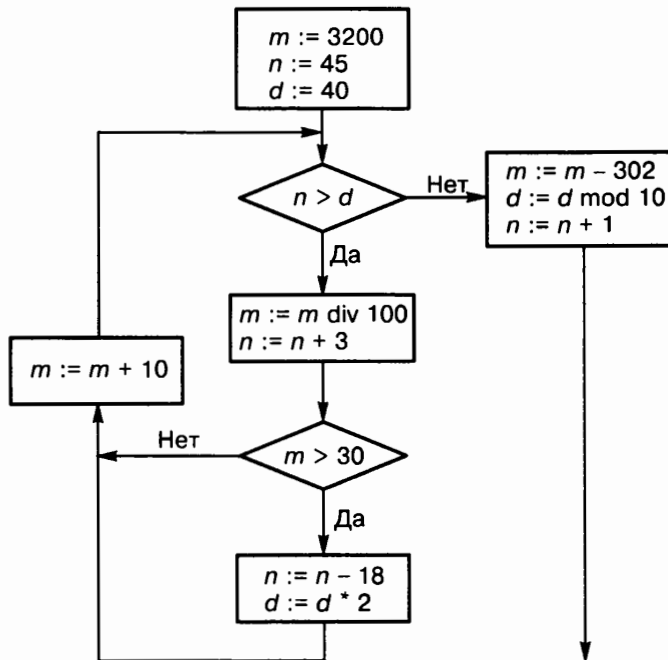 m := 3200
n := 45
d := 40
n > d
Нет
m := m – 302
d := d mod 10
n := n + 1
Да
m := m div 100
n := n + 3
m := m + 10
Нет
m > 30
Да
n := n – 18
d := d * 2